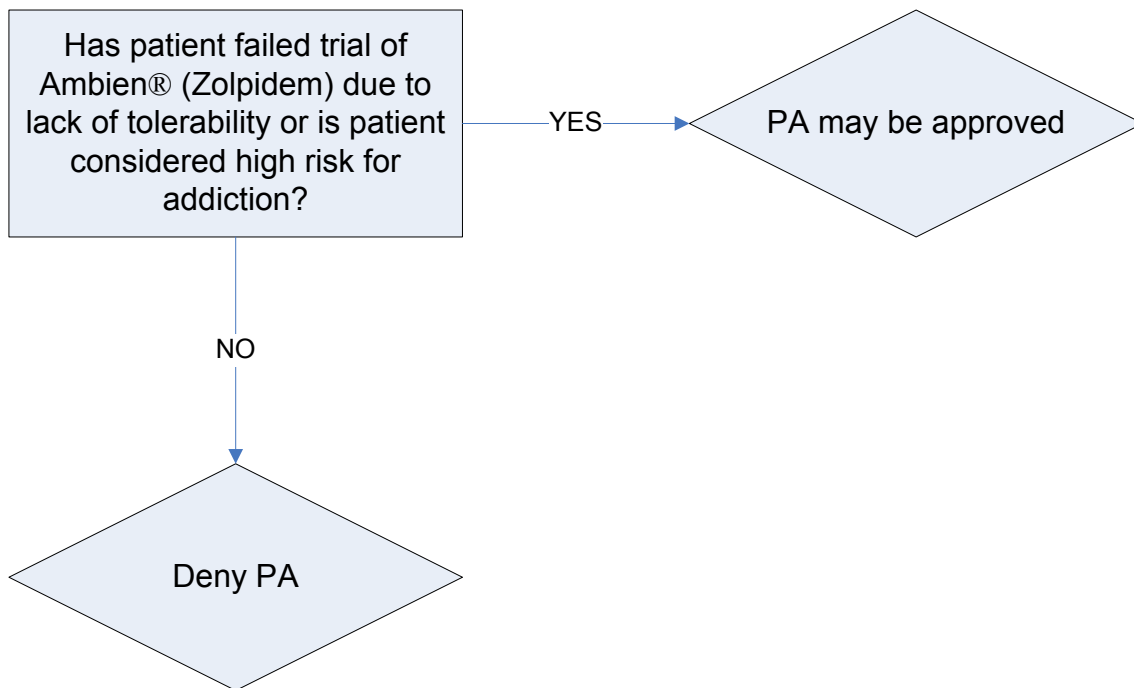 Has patient failed trial of
Ambien® (Zolpidem) due to
lack of tolerability or is patient
considered high risk for
addiction?
YES
PA may be approved
NO
Deny PA